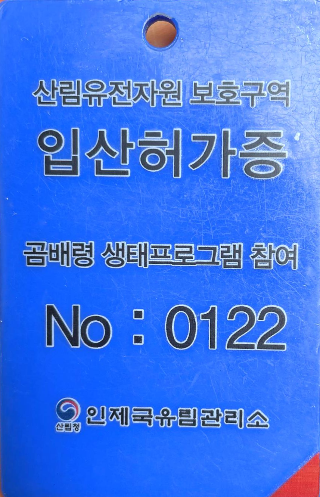 산림유전자원 보호구역
입산허가증
곰배령 생태프로그램 참여
No : 0122
산림청 인제국유림관리소